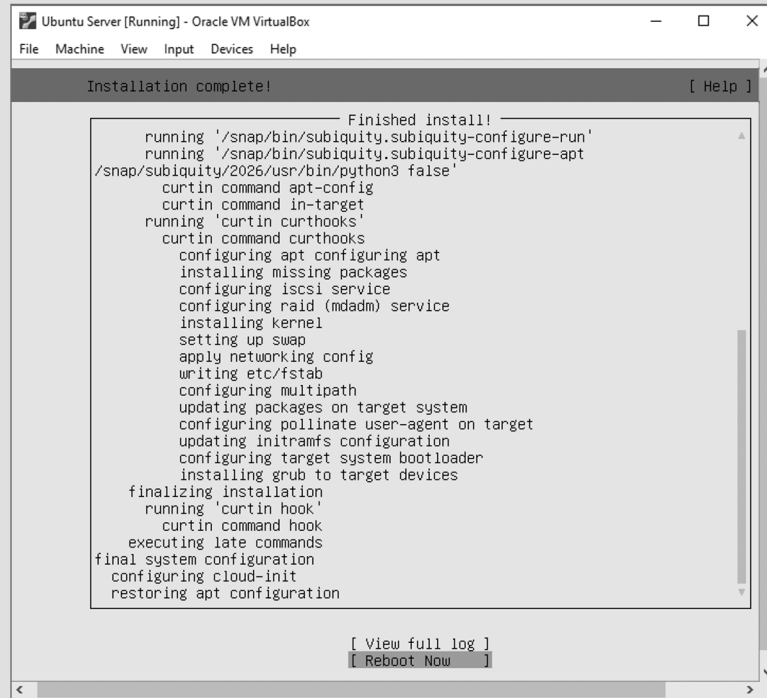 Ubuntu Server [Running] - Oracle VM VirtualBox
File Machine View Input Devices Help
Installation complete! [ Help ]
Finished install!
running '/snap/bin/subiquity.subiquity-configure-run'
running '/snap/bin/subiquity.subiquity-configure-apt
/snap/subiquity/2026/usr/bin/python3 false'
curtin command apt-config
curtin command in-target
running 'curtin curthooks'
curtin command curthooks
configuring apt configuring apt
installing missing packages
configuring iscsi service
configuring raid (mdadm) service
installing kernel
setting up swap
apply networking config
writing etc/fstab
configuring multipath
updating packages on target system
configuring pollinate user-agent on target
updating initramfs configuration
configuring target system bootloader
installing grub to target devices
finalizing installation
running 'curtin hook'
curtin command hook
executing late commands
final system configuration
configuring cloud-init
restoring apt configuration
[ View full log ]
[ Reboot Now ]